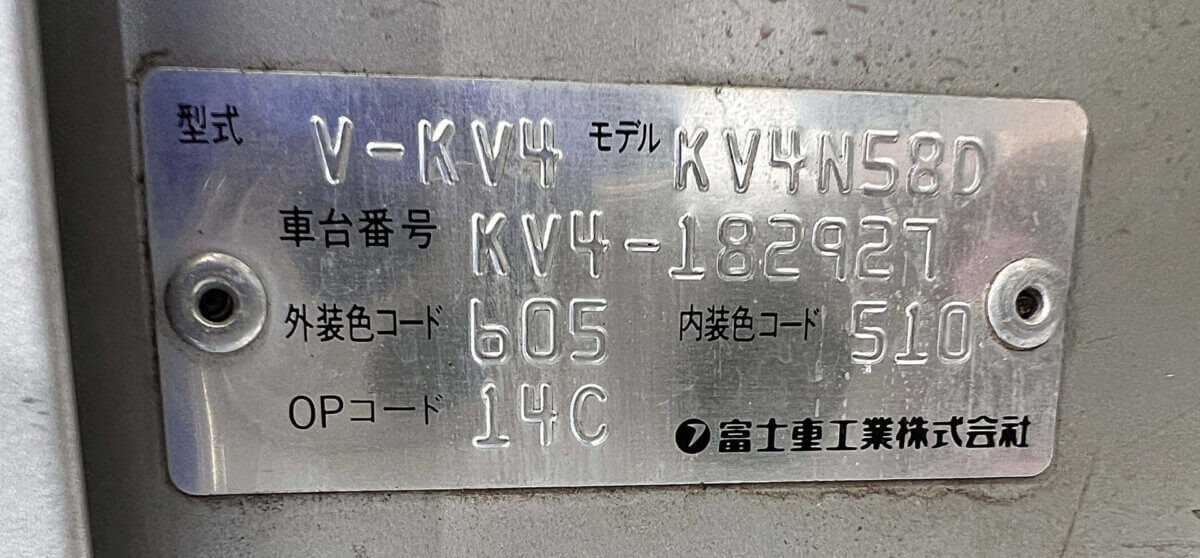 型式 V-KV4 モデル KV4N58D
車台番号 KV4-182927
外装色コード 605 内装色コード 510
OPコード 14C
フ 富士重工業株式会社